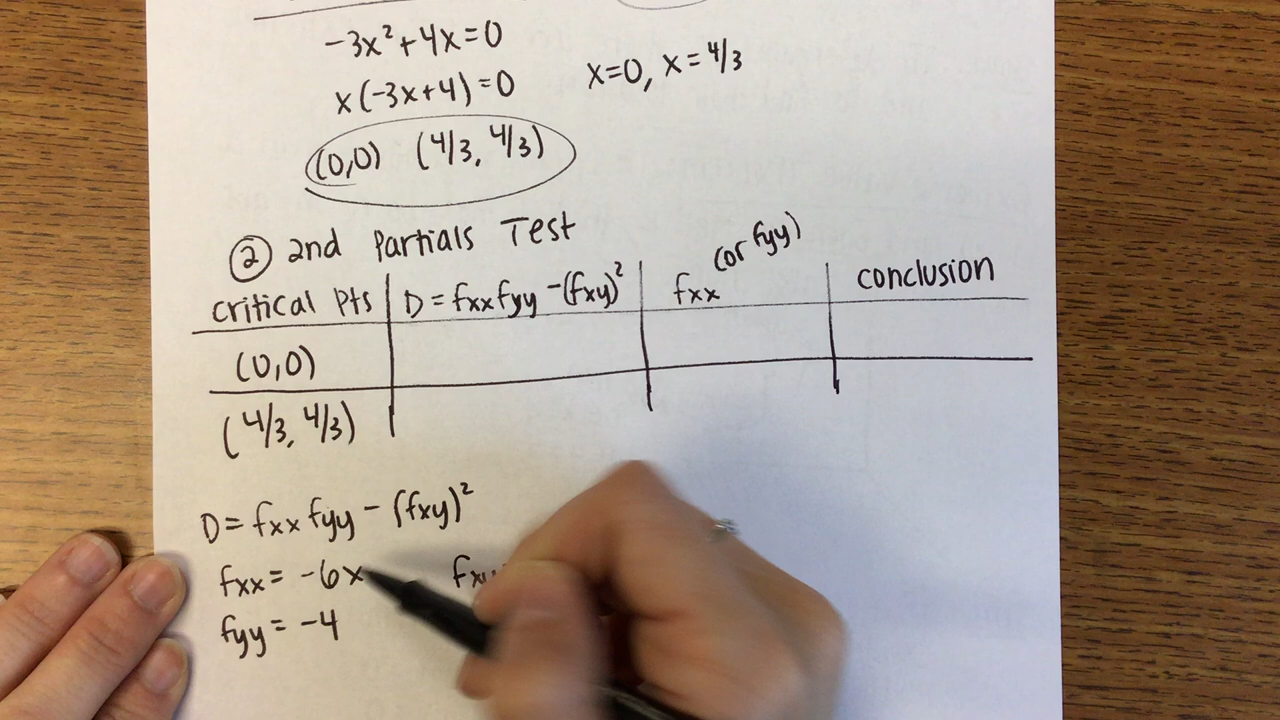 -3x²+4x=0
x(-3x+4)=0 x=0, x=4/3
(0,0) (4/3, 4/3)
② 2nd Partials Test
critical Pts D=fxxfyy-(fxy)² fxx (or fyy) conclusion
(0,0)
(4/3, 4/3)
D=fxxfyy-(fxy)²
fxx=-6x
fyy=-4